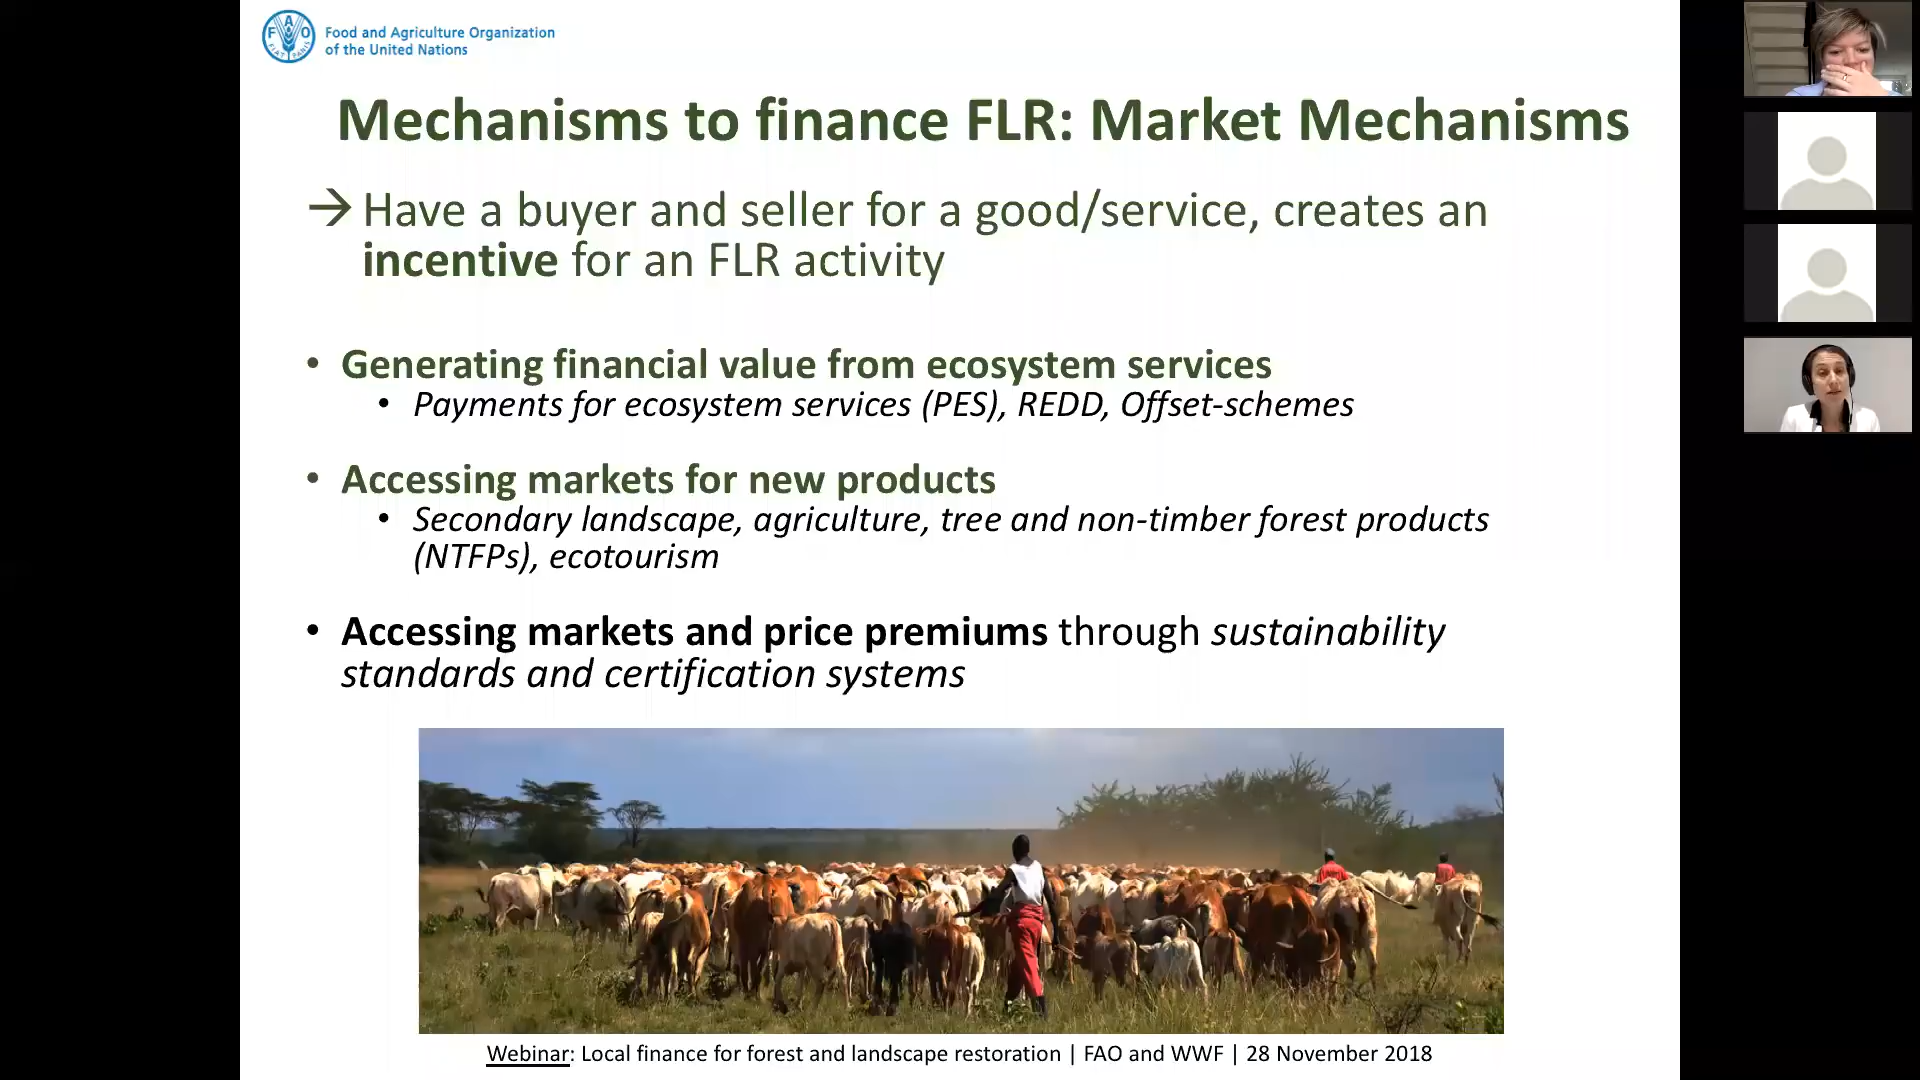 Food and Agriculture Organization
of the United Nations
Mechanisms to finance FLR: Market Mechanisms
→ Have a buyer and seller for a good/service, creates an
incentive for an FLR activity
• Generating financial value from ecosystem services
• Payments for ecosystem services (PES), REDD, Offset-schemes
• Accessing markets for new products
• Secondary landscape, agriculture, tree and non-timber forest products
(NTFPs), ecotourism
• Accessing markets and price premiums through sustainability
standards and certification systems
Webinar: Local finance for forest and landscape restoration | FAO and WWF | 28 November 2018